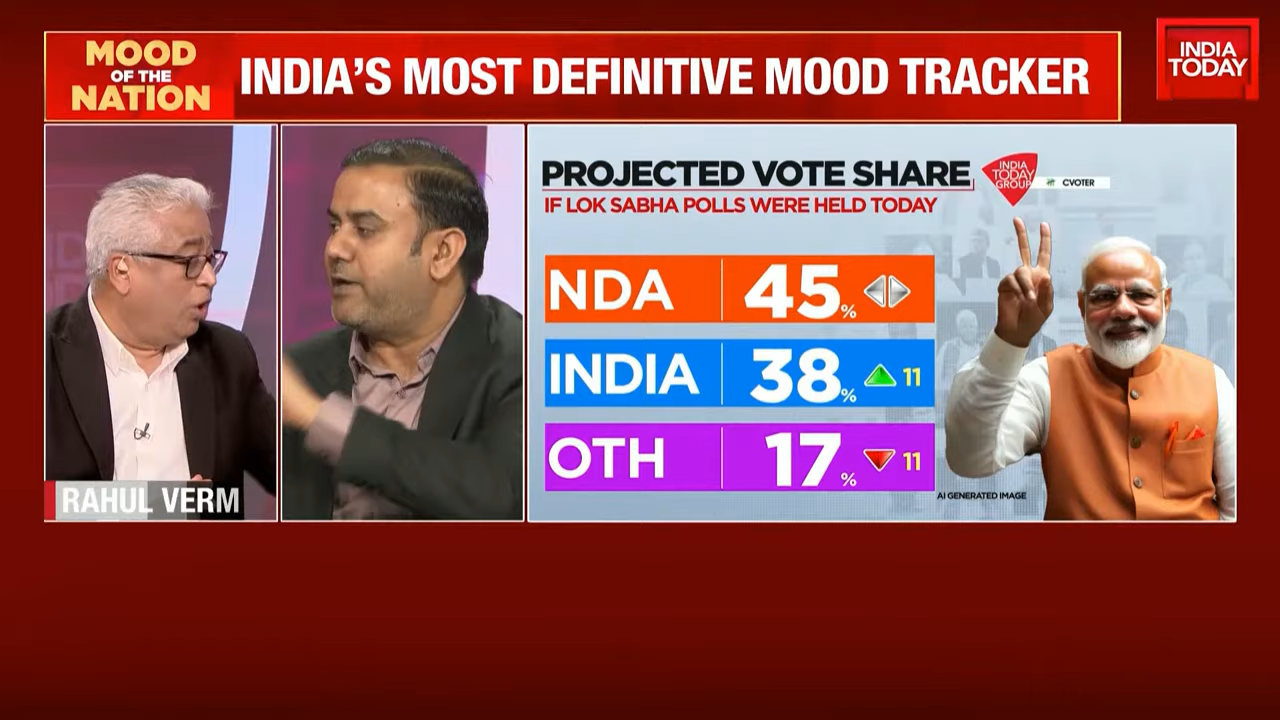 MOOD
OF THE
NATION
INDIA'S MOST DEFINITIVE MOOD TRACKER
INDIA
TODAY
PROJECTED VOTE SHARE
IF LOK SABHA POLLS WERE HELD TODAY
INDIA
TODAY
GROUP
CVOTER
NDA 45%
INDIA 38% 11
OTH 17% 11
AI GENERATED IMAGE
RAHUL VERM